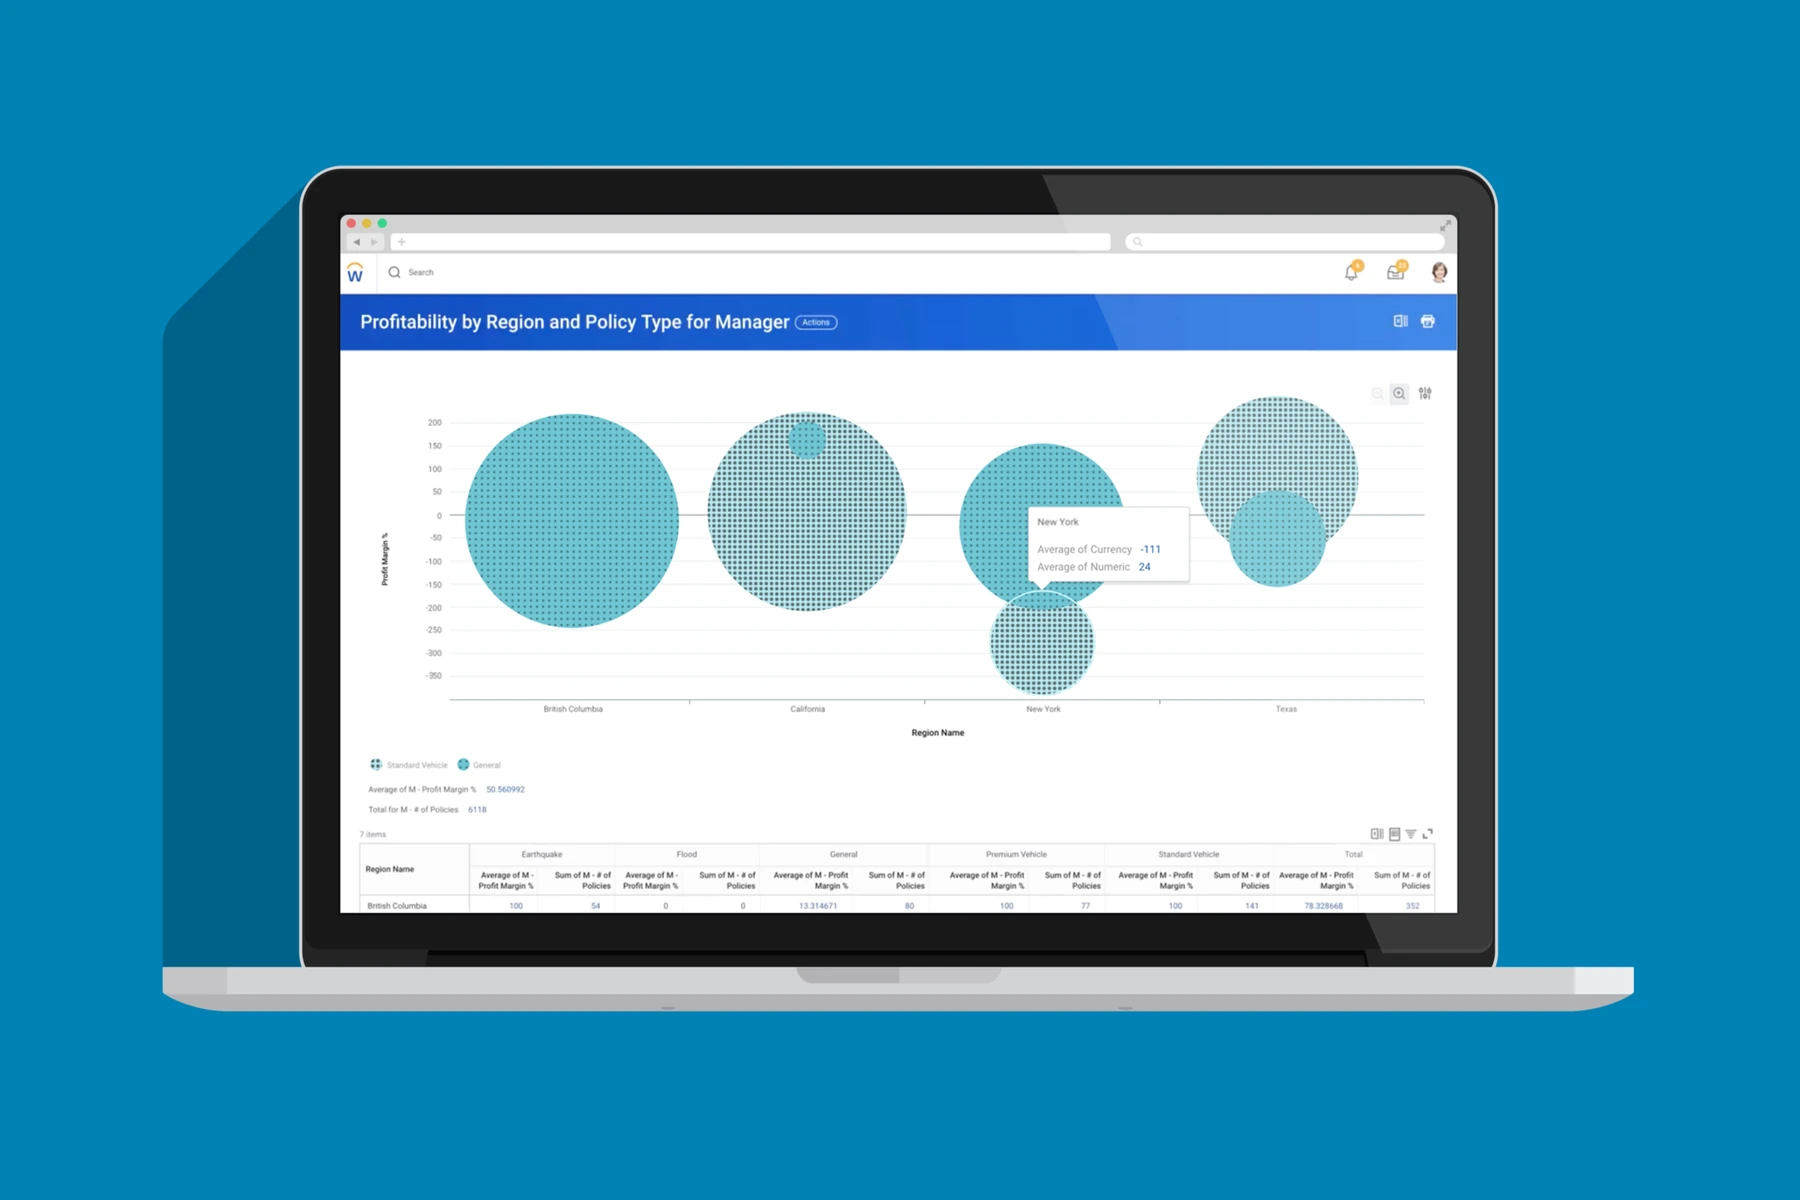 W
Search
Profitability by Region and Policy Type for Manager
Actions
200
150
100
50
0
-50
-100
-150
-200
-250
-300
-350
Profit Margin %
New York
Average of Currency -111
Average of Numeric 24
British Columbia California New York Texas
Region Name
Standard Vehicle General
Average of M - Profit Margin % 50.560992
Total for M - # of Policies 6118
7 items
Region Name Earthquake Flood General Premium Vehicle Standard Vehicle Total
Average of M - Profit Margin % Sum of M - # of Policies Average of M - Profit Margin % Sum of M - # of Policies Average of M - Profit Margin % Sum of M - # of Policies Average of M - Profit Margin % Sum of M - # of Policies Average of M - Profit Margin % Sum of M - # of Policies Average of M - Profit Margin % Sum of M - # of Policies
British Columbia 100 54 0 0 13.314671 80 100 77 100 141 78.328668 352